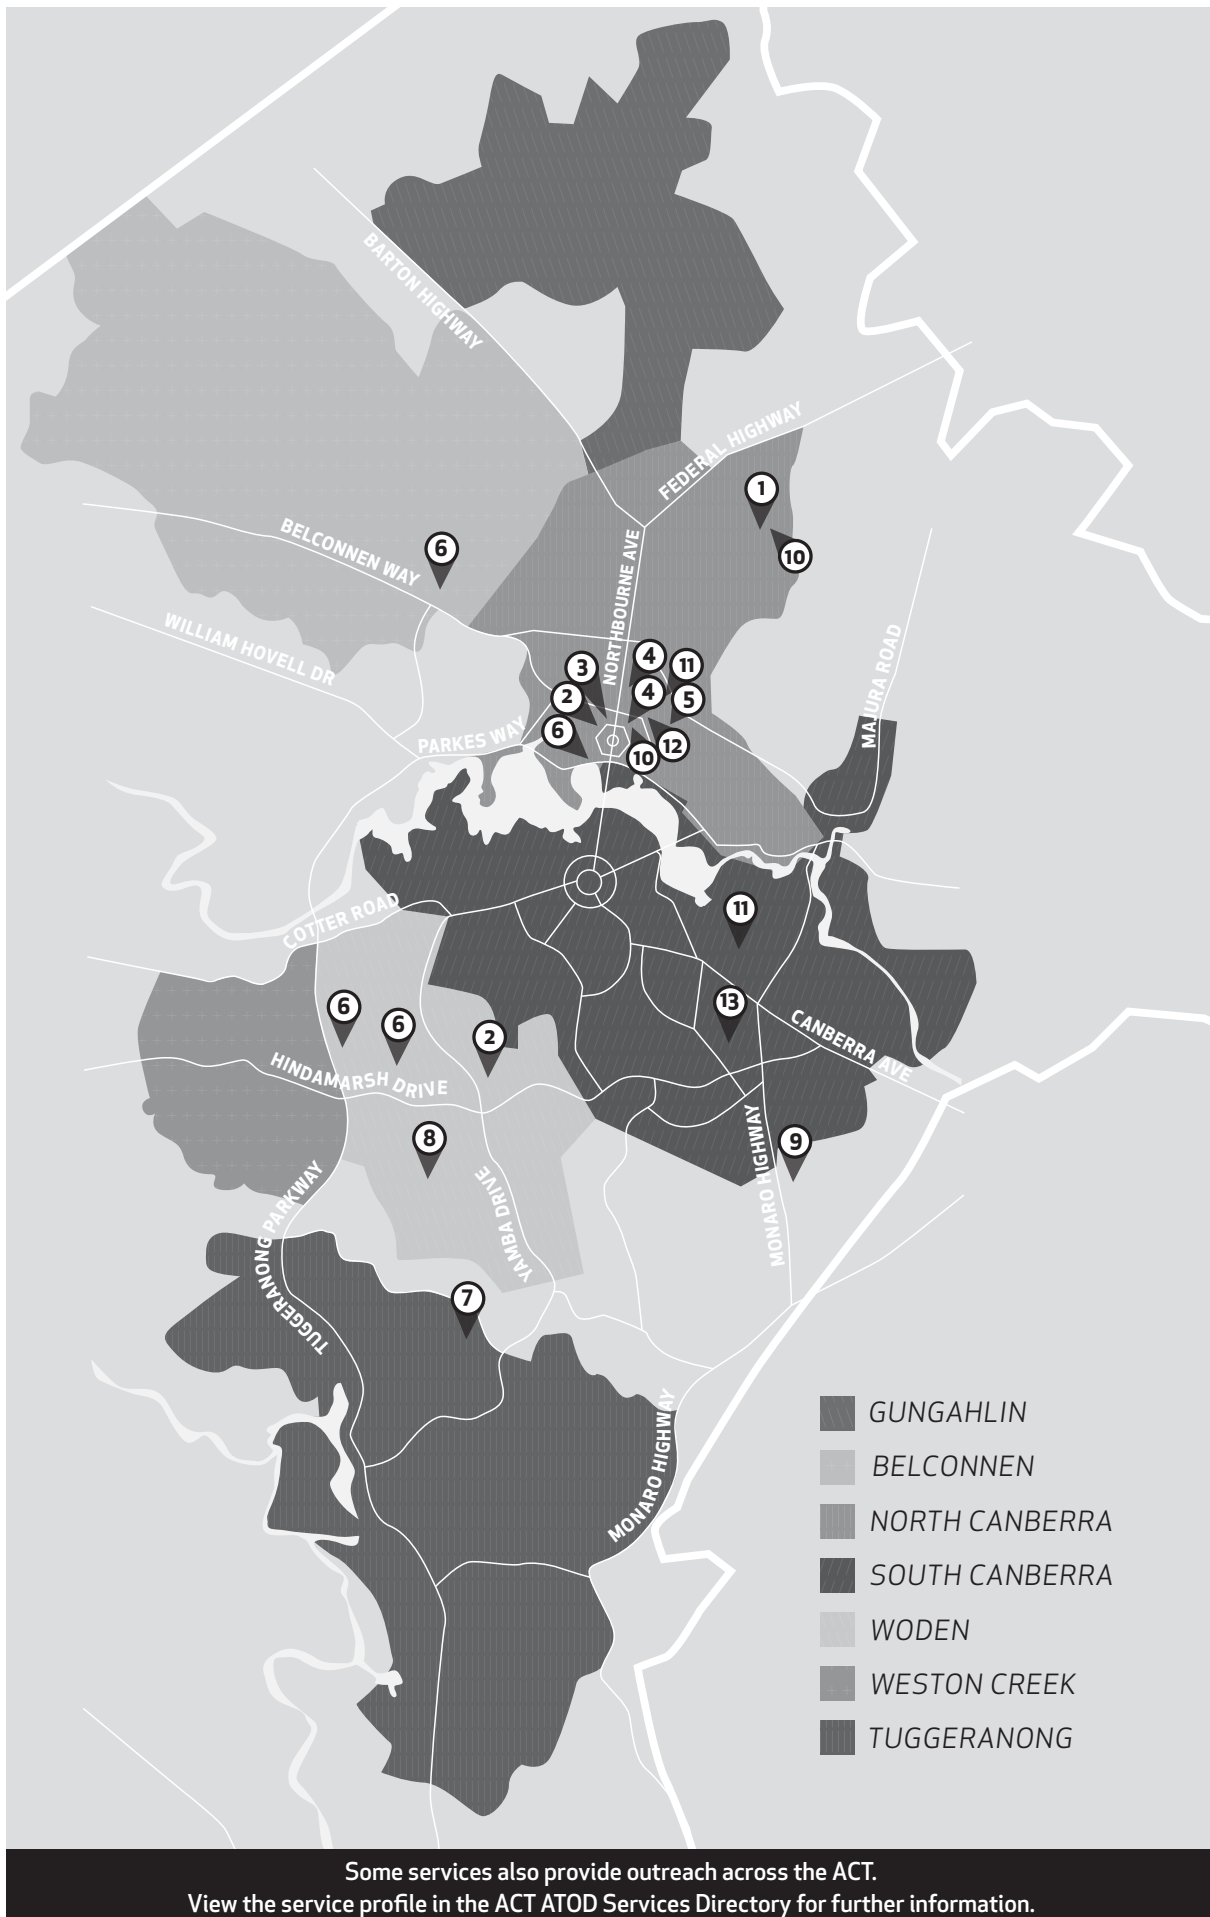 BARTON HIGHWAY
FEDERAL HIGHWAY
1
10
BELCONNEN WAY
6
NORTHBOURNE AVE
WILLIAM HOVELL DR
MAJURA ROAD
4
11
3
4
5
2
6
12
10
PARKES WAY
COTTER ROAD
11
6
6
13
2
CANBERRA AVE
HINDAMARSH DRIVE
8
MONARO HIGHWAY
9
YAMBA DRIVE
TUGGERANONG PARKWAY
7
MONARO HIGHWAY
GUNGAHLIN
BELCONNEN
NORTH CANBERRA
SOUTH CANBERRA
WODEN
WESTON CREEK
TUGGERANONG
Some services also provide outreach across the ACT.
View the service profile in the ACT ATOD Services Directory for further information.